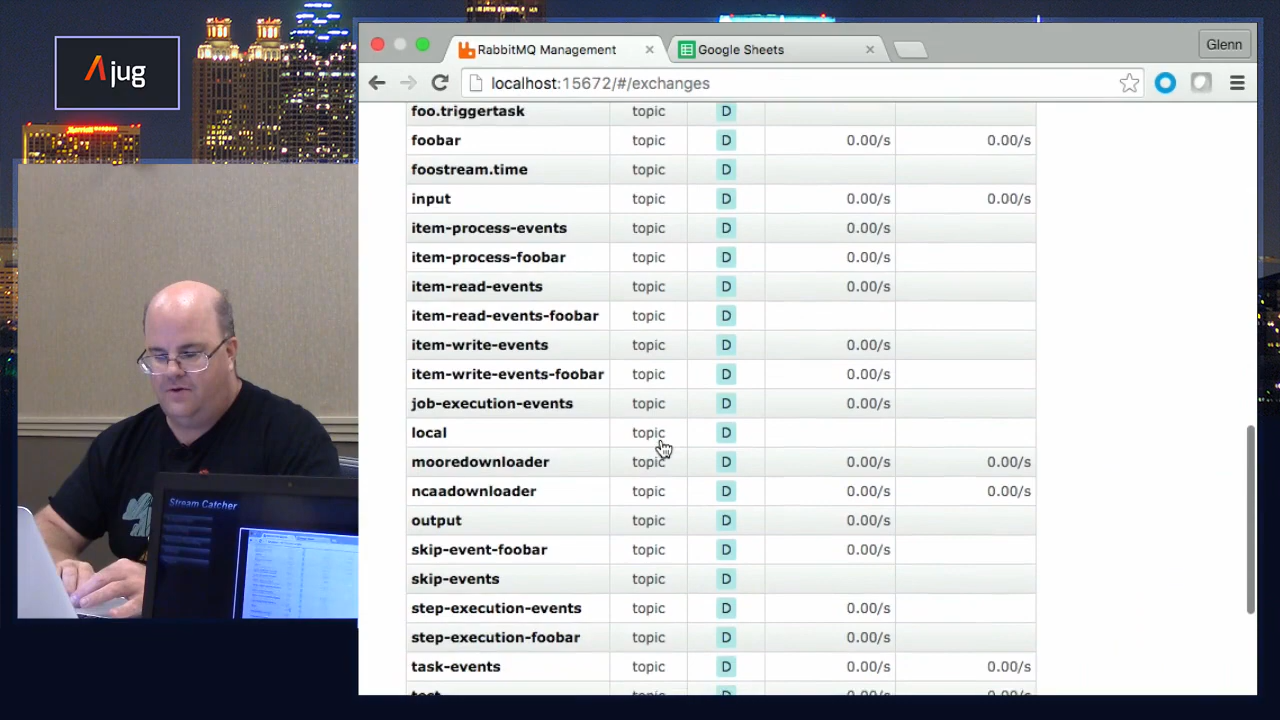 jug
RabbitMQ Management
Google Sheets
Glenn
localhost:15672/#/exchanges
foo.triggertask topic D
foobar topic D 0.00/s 0.00/s
foostream.time topic D
input topic D 0.00/s 0.00/s
item-process-events topic D 0.00/s
item-process-foobar topic D 0.00/s
item-read-events topic D 0.00/s
item-read-events-foobar topic D
item-write-events topic D 0.00/s
item-write-events-foobar topic D 0.00/s
job-execution-events topic D 0.00/s
local topic D
mooredownloader topic D 0.00/s 0.00/s
ncaadownloader topic D 0.00/s 0.00/s
output topic D 0.00/s
skip-event-foobar topic D 0.00/s
skip-events topic D
step-execution-events topic D 0.00/s
step-execution-foobar topic D 0.00/s
task-events topic D 0.00/s 0.00/s
Stream Catcher